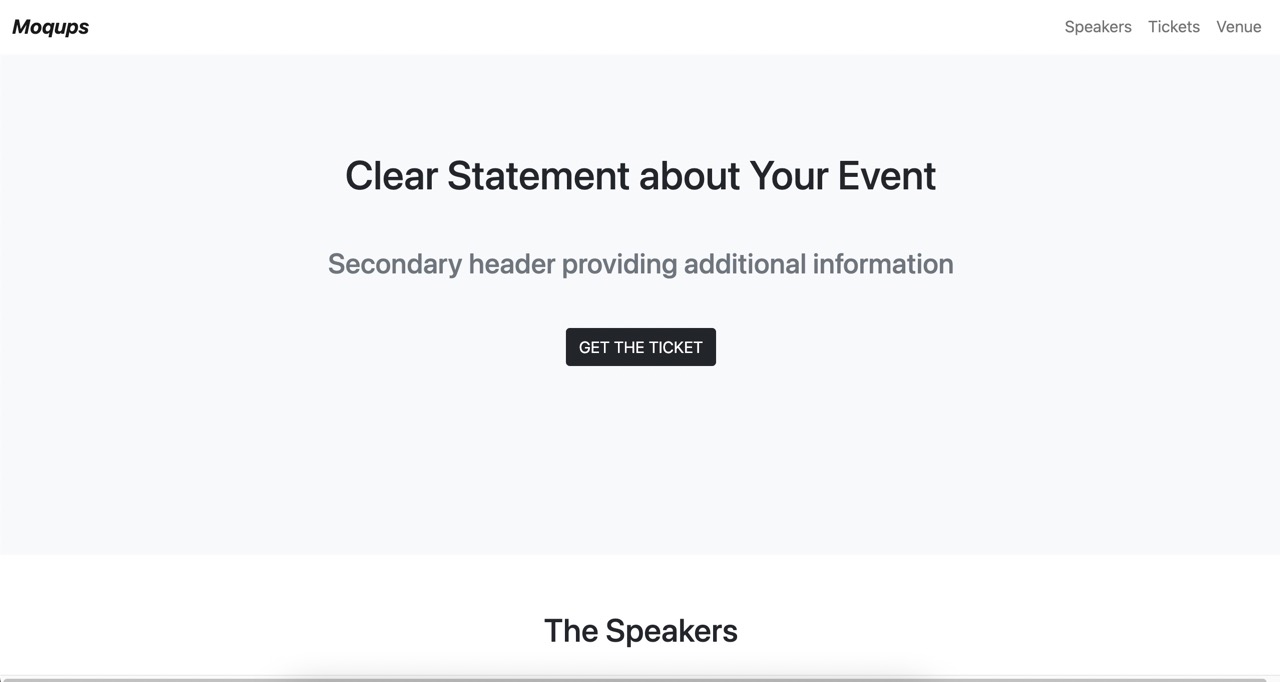 Moqups
Speakers Tickets Venue
Clear Statement about Your Event
Secondary header providing additional information
GET THE TICKET
The Speakers